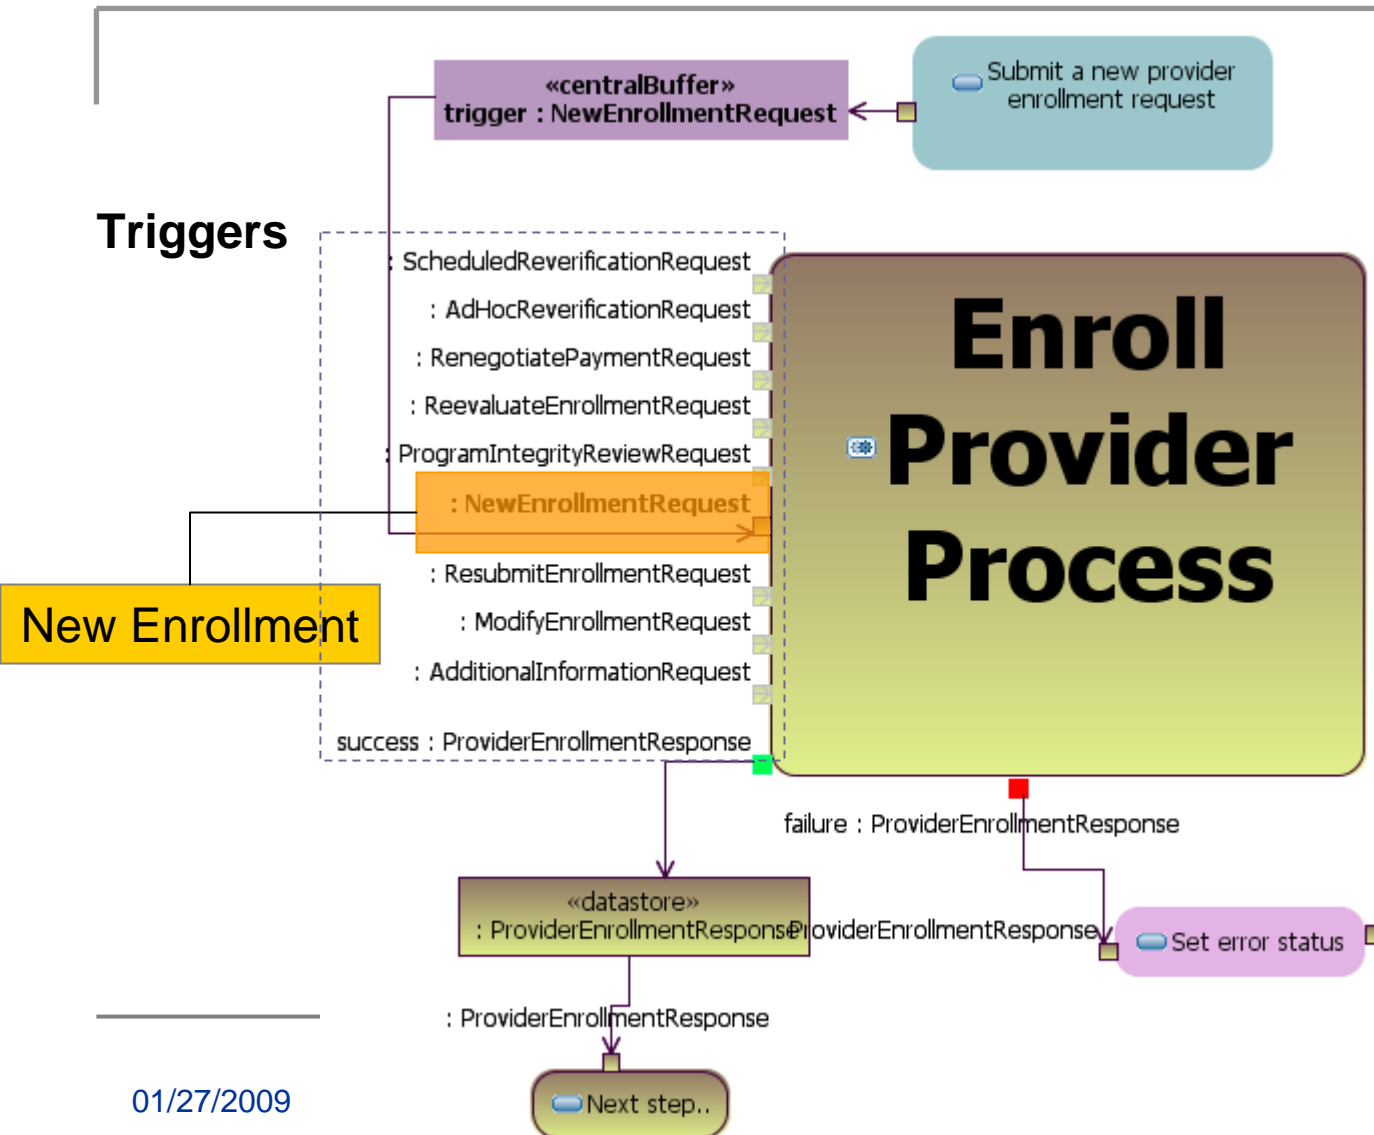 «centralBuffer»
trigger : NewEnrollmentRequest
Submit a new provider
enrollment request
Triggers
: ScheduledReverificationRequest
: AdHocReverificationRequest
: RenegotiatePaymentRequest
: ReevaluateEnrollmentRequest
: ProgramIntegrityReviewRequest
: NewEnrollmentRequest
: ResubmitEnrollmentRequest
: ModifyEnrollmentRequest
: AdditionalInformationRequest
success : ProviderEnrollmentResponse
Enroll
Provider
Process
New Enrollment
failure : ProviderEnrollmentResponse
«datastore»
: ProviderEnrollmentResponse
ProviderEnrollmentResponse
Set error status
: ProviderEnrollmentResponse
Next step..
01/27/2009